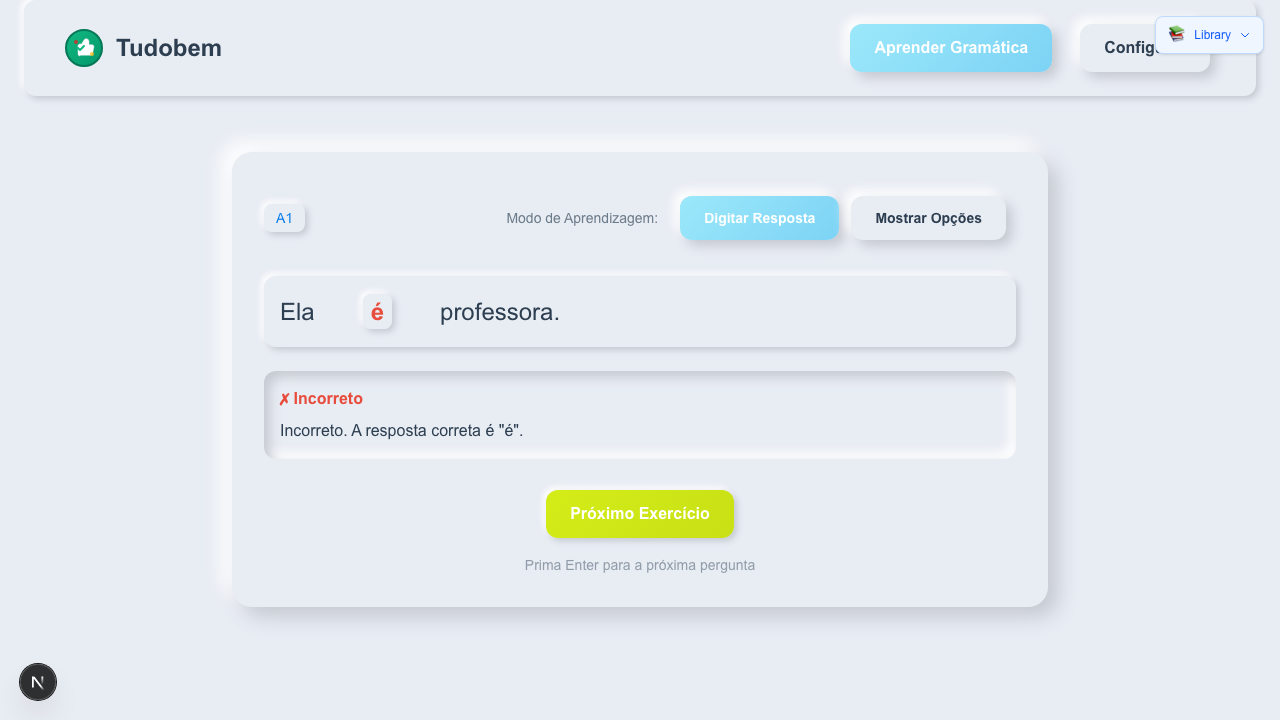 Tudobem
Aprender Gramática
Config
Library
A1
Modo de Aprendizagem:
Digitar Resposta
Mostrar Opções
Ela é professora.
✗ Incorreto
Incorreto. A resposta correta é "é".
Próximo Exercício
Prima Enter para a próxima pergunta
N